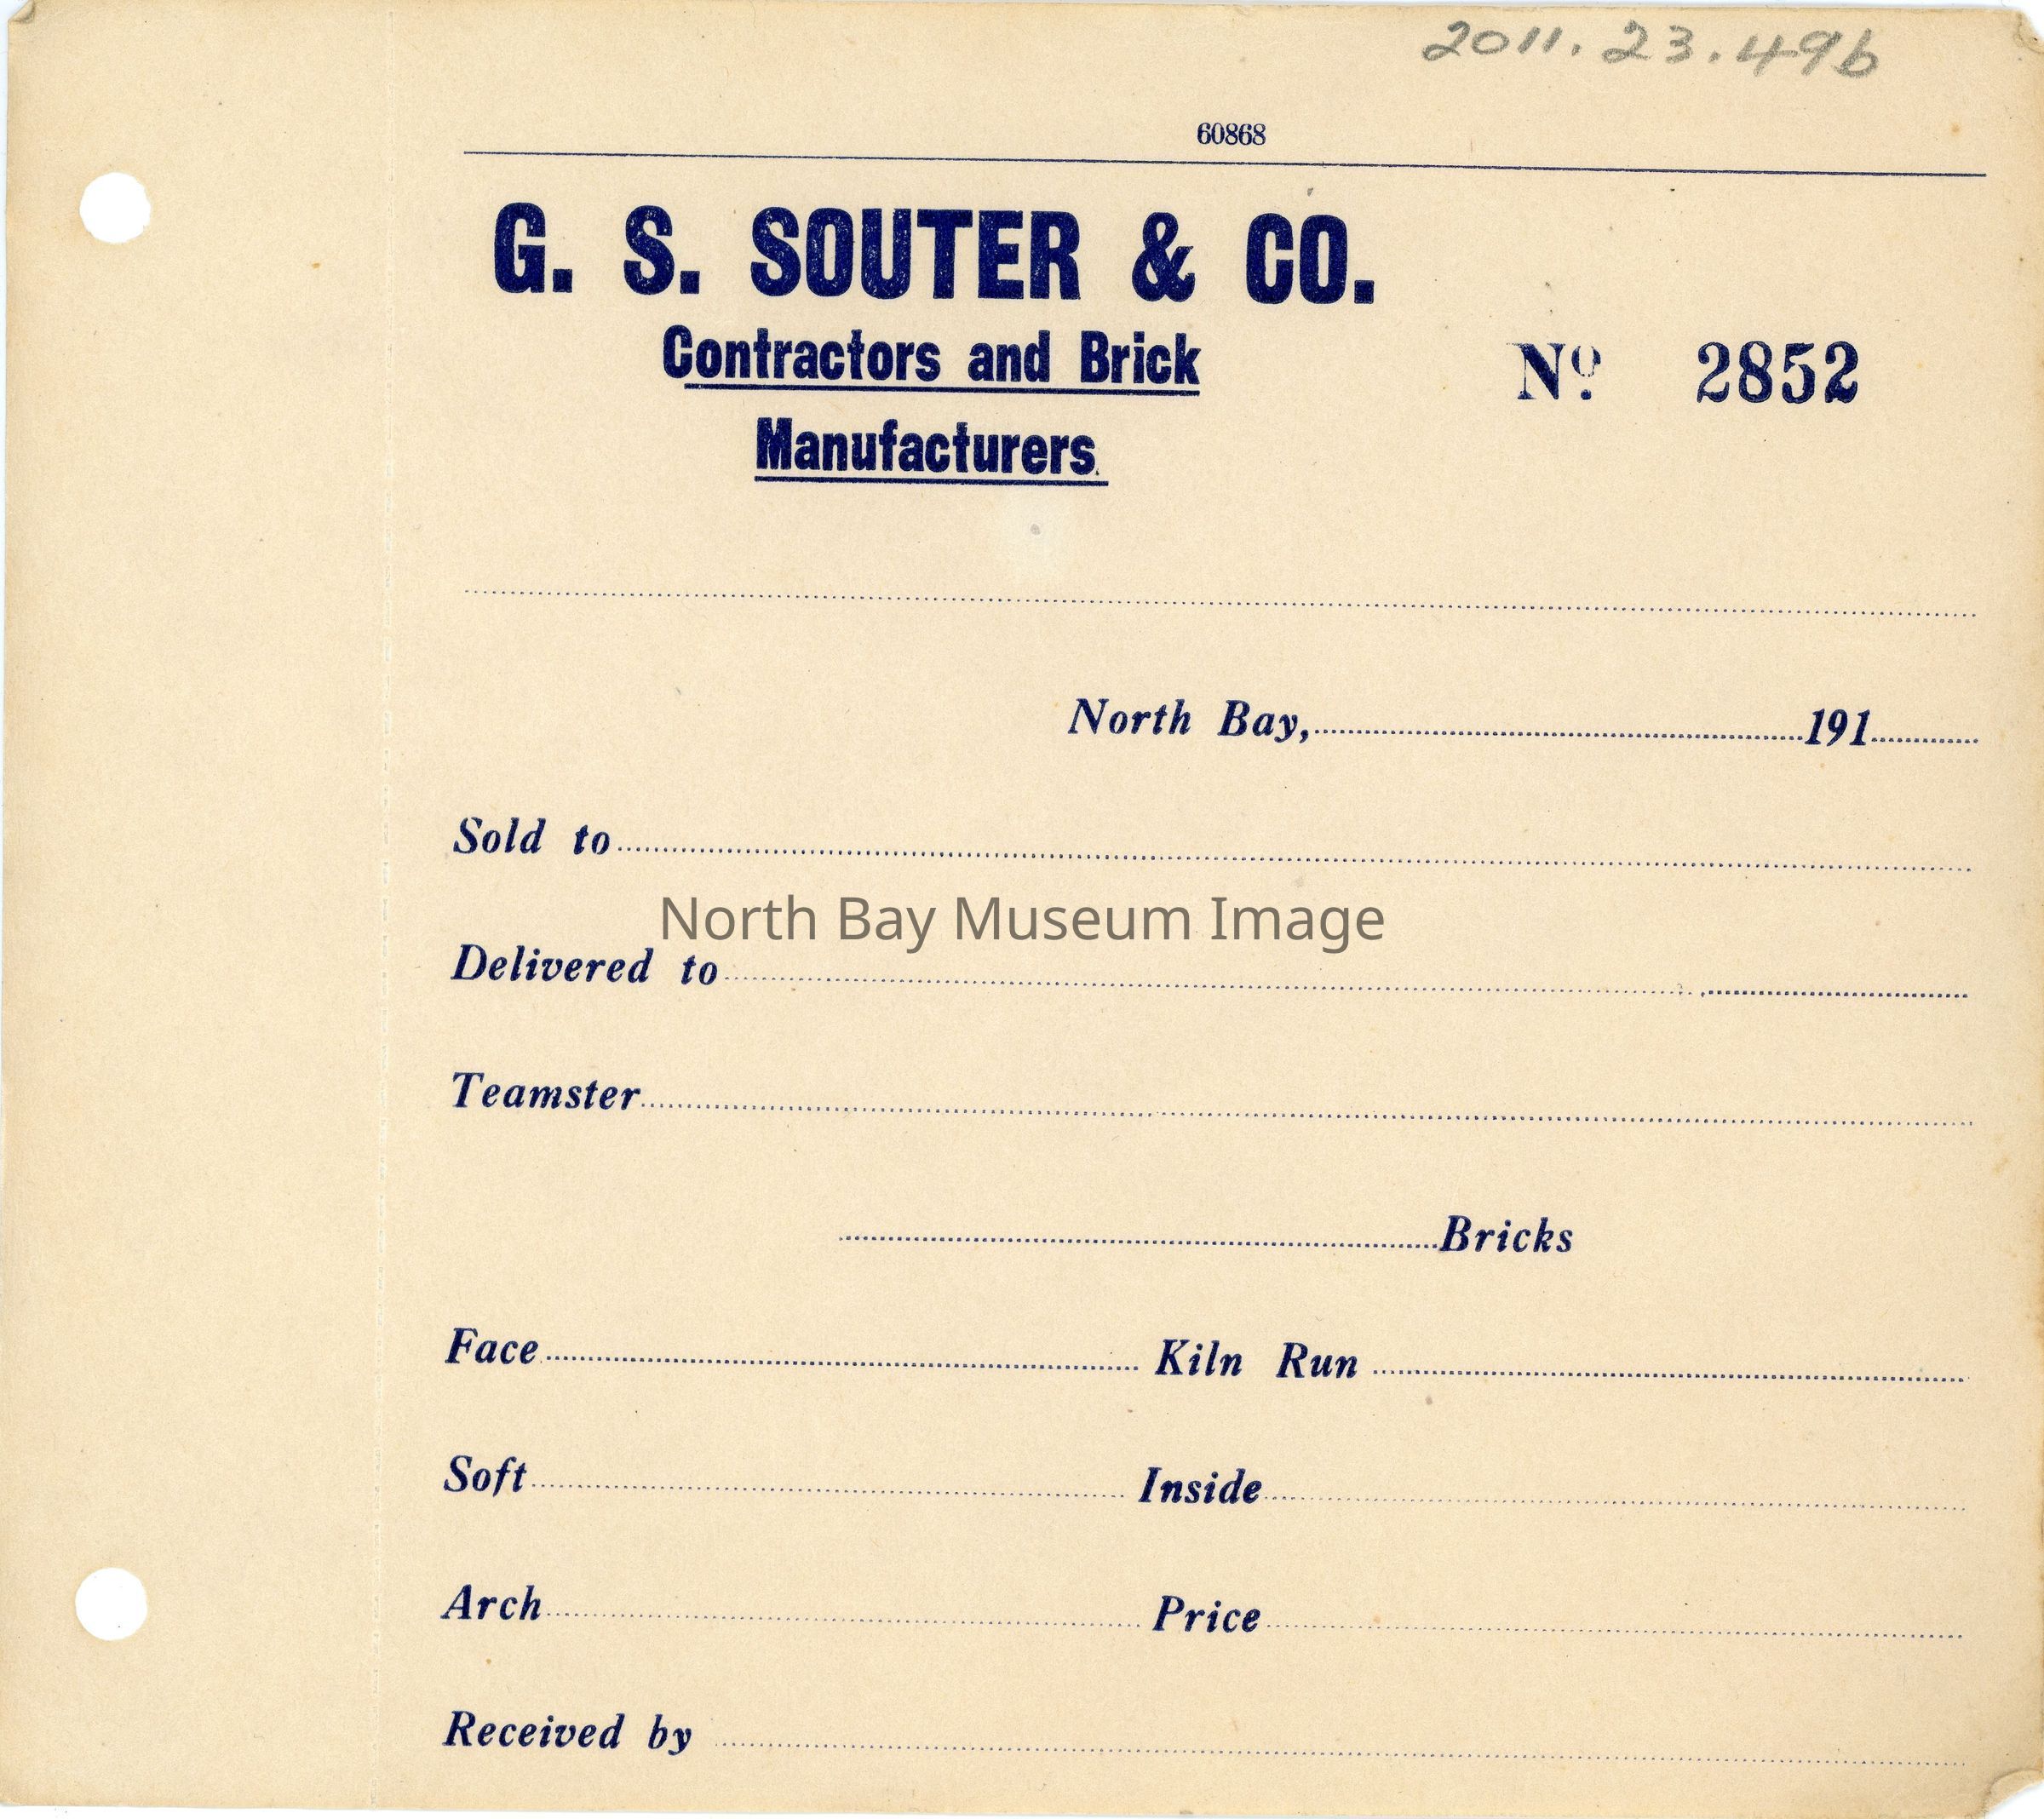 2011.23.49b
60868
G. S. SOUTER & CO.
Contractors and Brick
Manufacturers.
Nº 2852
North Bay, 191
Sold to
North Bay Museum Image
Delivered to
Teamster
Bricks
Face Kiln Run
Soft Inside
Arch Price
Received by